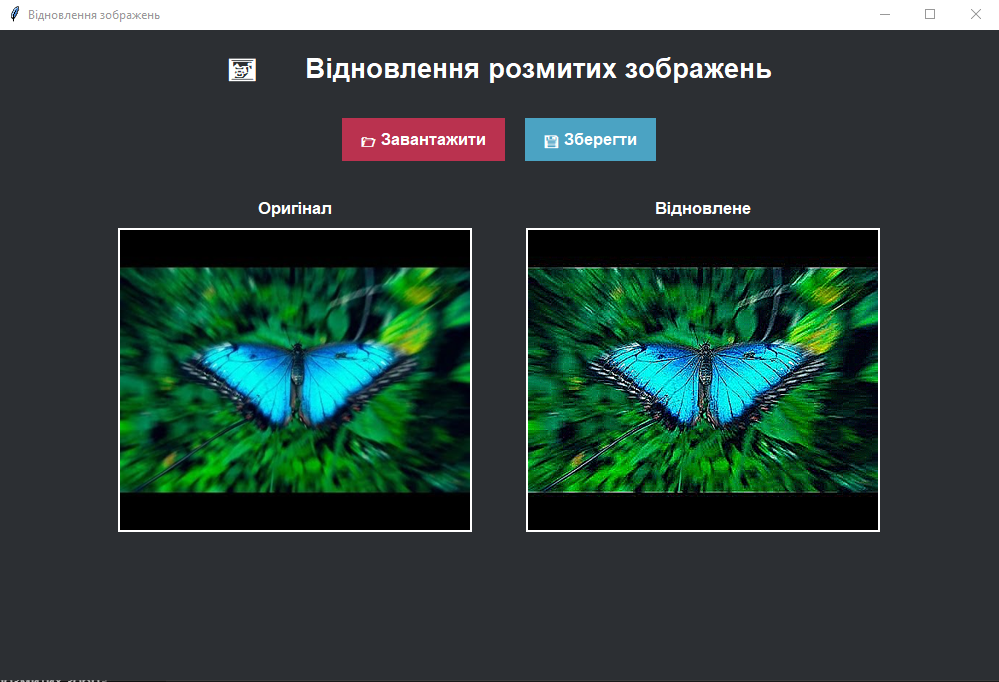 Відновлення зображень
Відновлення розмитих зображень
Завантажити
Зберегти
Оригінал
Відновлене